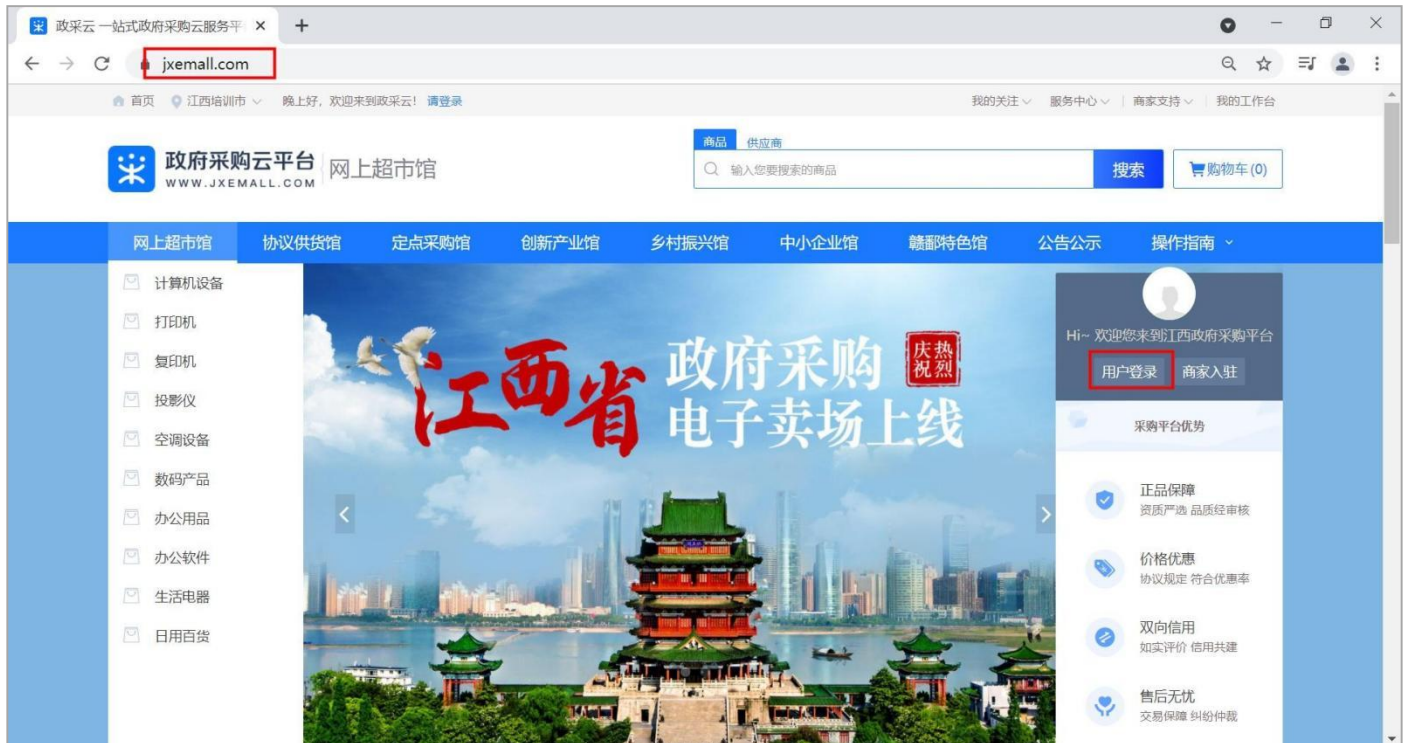 政采云一站式政府采购云服务平
jxemall.com
首页 江西培训市 晚上好，欢迎来到政采云！ 请登录 我的关注 服务中心 商家支持 我的工作台
商品 供应商
政府采购云平台 网上超市馆
WWW.JXEMALL.COM
输入您要搜索的商品 搜索 购物车(0)
网上超市馆 协议供货馆 定点采购馆 创新产业馆 乡村振兴馆 中小企业馆 赣鄱特色馆 公告公示 操作指南
计算机设备
打印机
复印机
投影仪
空调设备
数码产品
办公用品
办公软件
生活电器
日用百货
江西省
政府采购
电子卖场上线
热烈
庆祝
Hi~ 欢迎您来到江西政府采购平台
用户登录 商家入驻
采购平台优势
正品保障
资质严选 品质经审核
价格优惠
协议规定 符合优惠率
双向信用
如实评价 信用共建
售后无忧
交易保障 纠纷仲裁